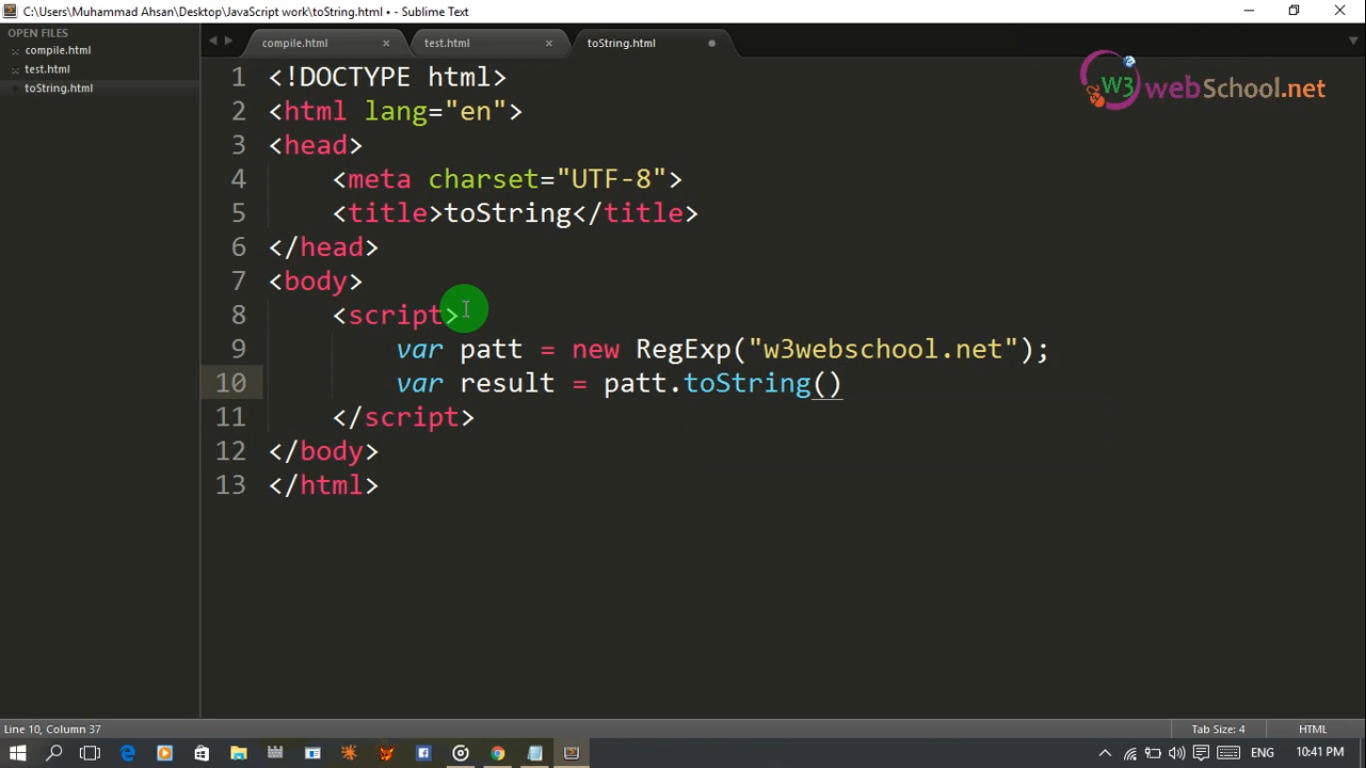 C:\Users\Muhammad Ahsan\Desktop\JavaScript work\toString.html • - Sublime Text
OPEN FILES
compile.html
test.html
toString.html
compile.html × test.html × toString.html
W3webSchool.net
1 <!DOCTYPE html>
2 <html lang="en">
3 <head>
4 <meta charset="UTF-8">
5 <title>toString</title>
6 </head>
7 <body>
8 <script>
9 var patt = new RegExp("w3webschool.net");
10 var result = patt.toString()
11 </script>
12 </body>
13 </html>
Line 10, Column 37 Tab Size: 4 HTML
ENG 10:41 PM